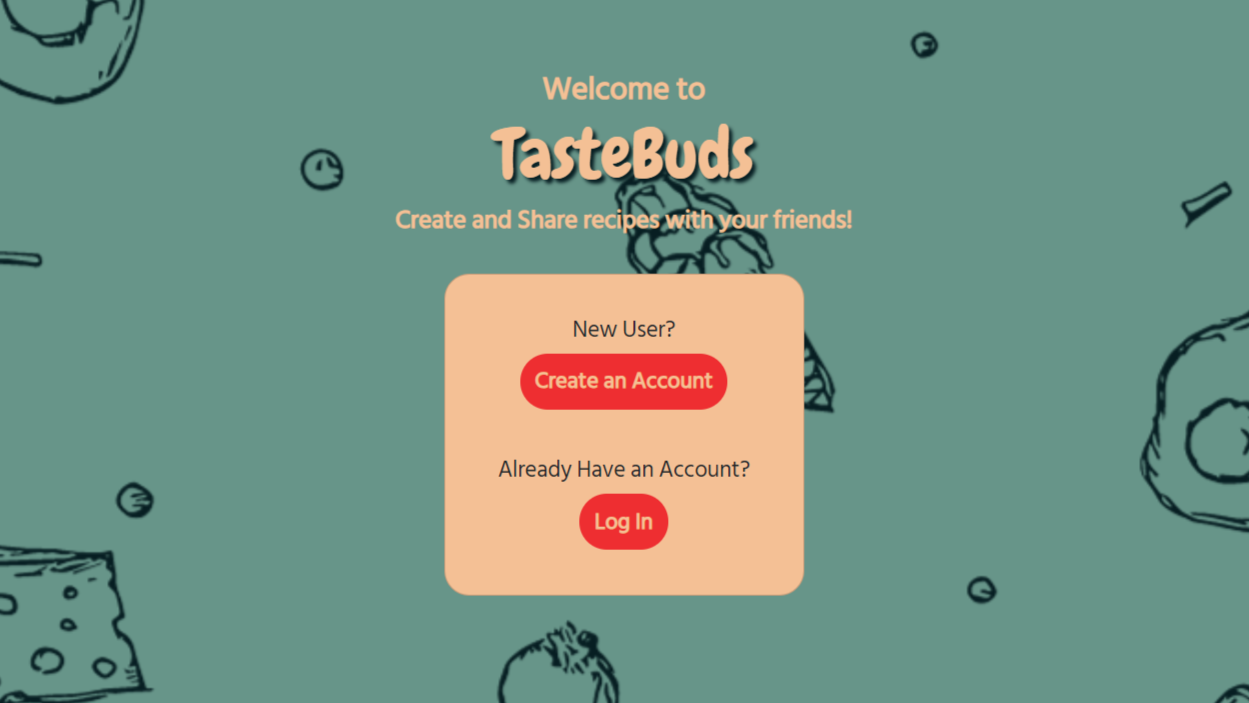 Welcome to
TasteBuds
Create and Share recipes with your friends!
New User?
Create an Account
Already Have an Account?
Log In